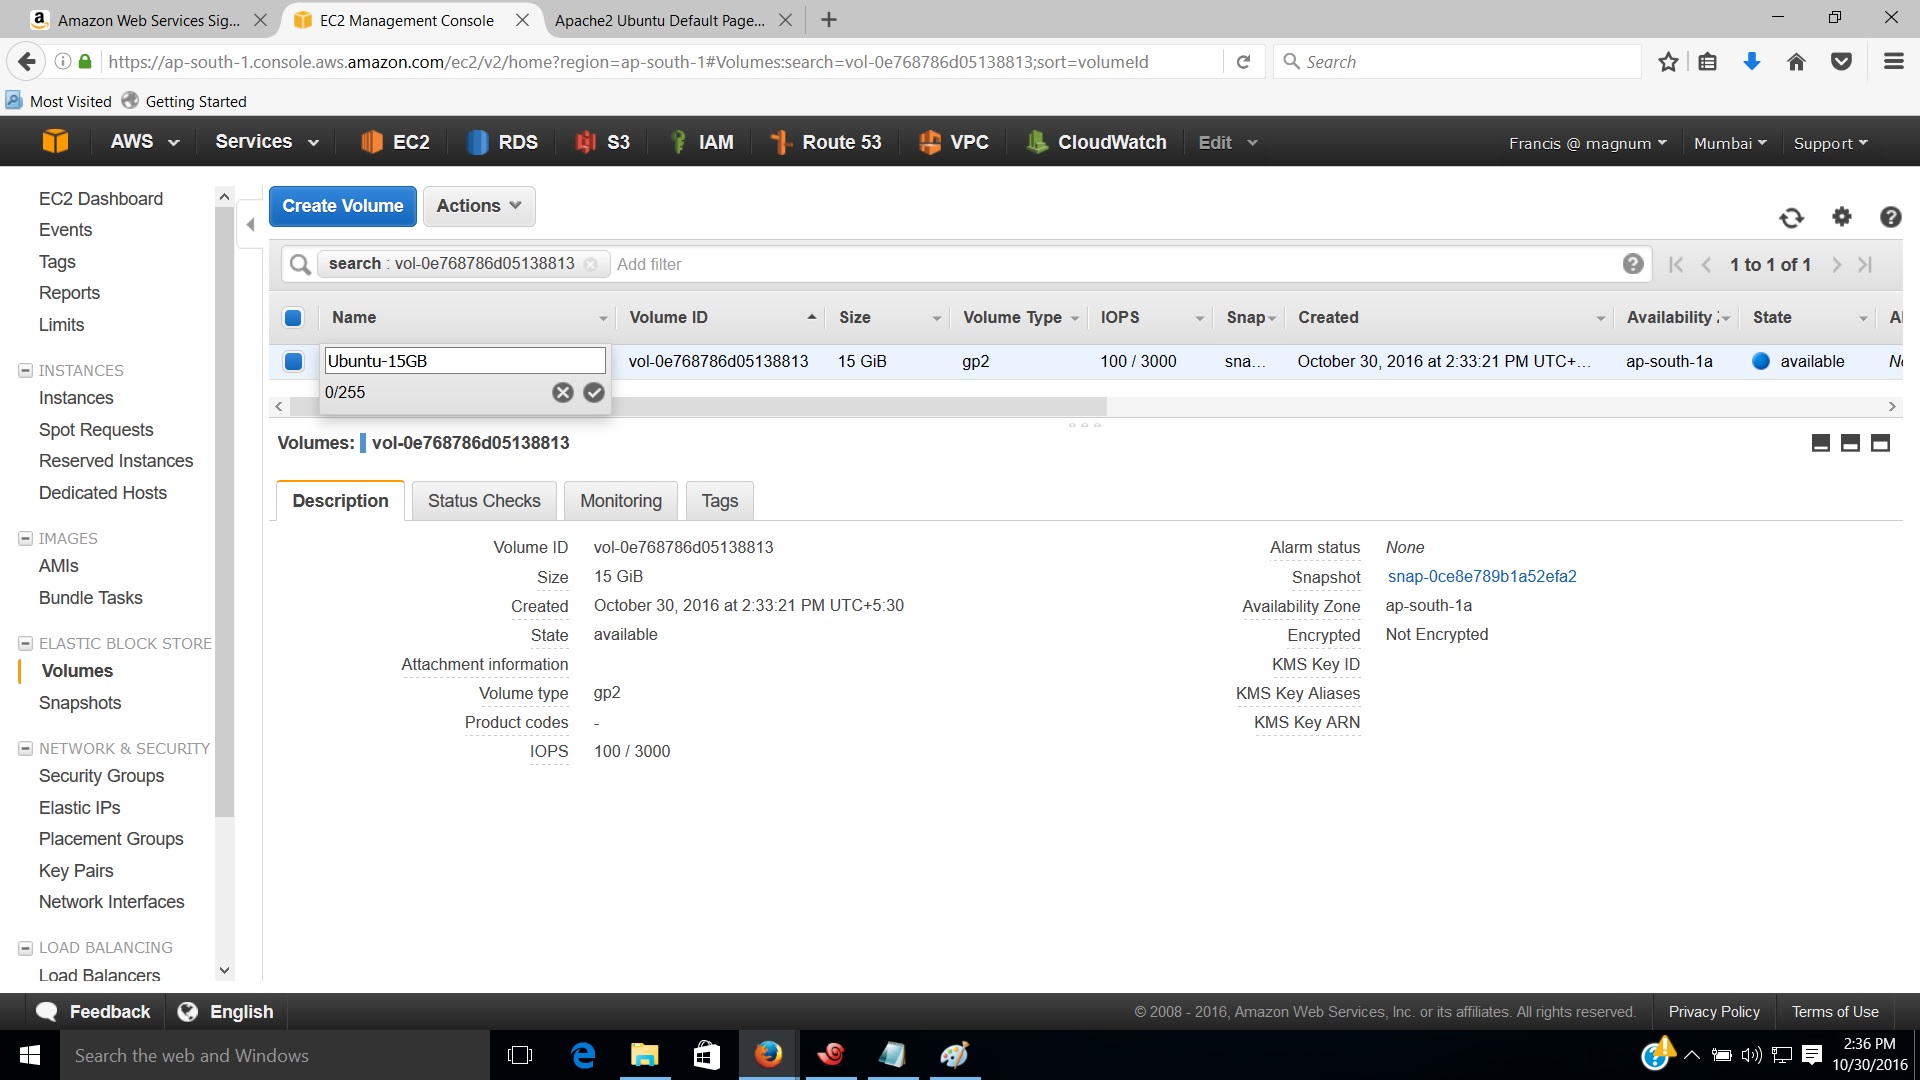 Amazon Web Services Sig...
EC2 Management Console
Apache2 Ubuntu Default Page...
https://ap-south-1.console.aws.amazon.com/ec2/v2/home?region=ap-south-1#Volumes:search=vol-0e768786d05138813;sort=volumeId
Search
Most Visited
Getting Started
AWS
Services
EC2
RDS
S3
IAM
Route 53
VPC
CloudWatch
Edit
Francis @ magnum
Mumbai
Support
EC2 Dashboard
Events
Tags
Reports
Limits
INSTANCES
Instances
Spot Requests
Reserved Instances
Dedicated Hosts
IMAGES
AMIs
Bundle Tasks
ELASTIC BLOCK STORE
Volumes
Snapshots
NETWORK & SECURITY
Security Groups
Elastic IPs
Placement Groups
Key Pairs
Network Interfaces
LOAD BALANCING
Load Balancers
Create Volume
Actions
search : vol-0e768786d05138813
Add filter
1 to 1 of 1
Name
Volume ID
Size
Volume Type
IOPS
Snap
Created
Availability
State
Ubuntu-15GB
0/255
vol-0e768786d05138813
15 GiB
gp2
100 / 3000
sna...
October 30, 2016 at 2:33:21 PM UTC+...
ap-south-1a
available
Volumes: vol-0e768786d05138813
Description
Status Checks
Monitoring
Tags
Volume ID vol-0e768786d05138813
Size 15 GiB
Created October 30, 2016 at 2:33:21 PM UTC+5:30
State available
Attachment information
Volume type gp2
Product codes -
IOPS 100 / 3000
Alarm status None
Snapshot snap-0ce8e789b1a52efa2
Availability Zone ap-south-1a
Encrypted Not Encrypted
KMS Key ID
KMS Key Aliases
KMS Key ARN
Feedback
English
© 2008 - 2016, Amazon Web Services, Inc. or its affiliates. All rights reserved.
Privacy Policy
Terms of Use
Search the web and Windows
2:36 PM
10/30/2016